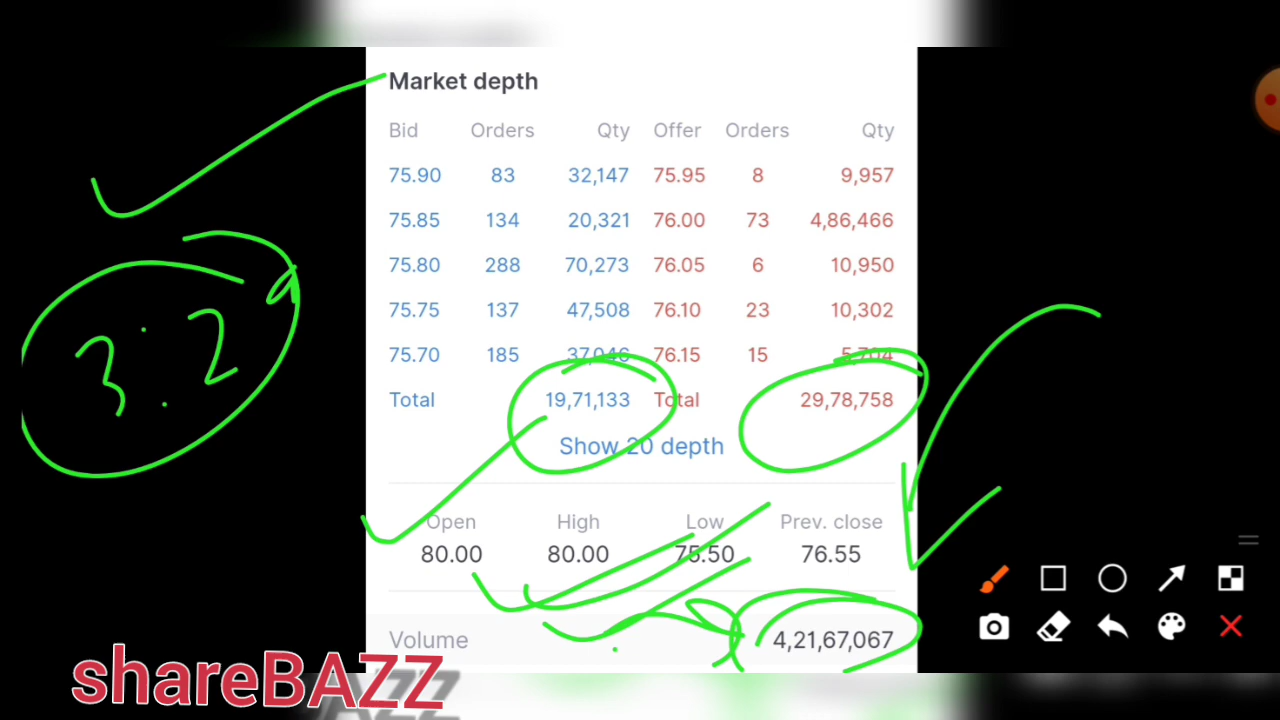 Market depth
Bid Orders Qty Offer Orders Qty
75.90 83 32,147 75.95 8 9,957
75.85 134 20,321 76.00 73 4,86,466
75.80 288 70,273 76.05 6 10,950
75.75 137 47,508 76.10 23 10,302
75.70 185 37,046 76.15 15 5,704
Total 19,71,133 Total 29,78,758
Show 20 depth
3:2
Open High Low Prev. close
80.00 80.00 75.50 76.55
Volume 4,21,67,067
shareBAZZ